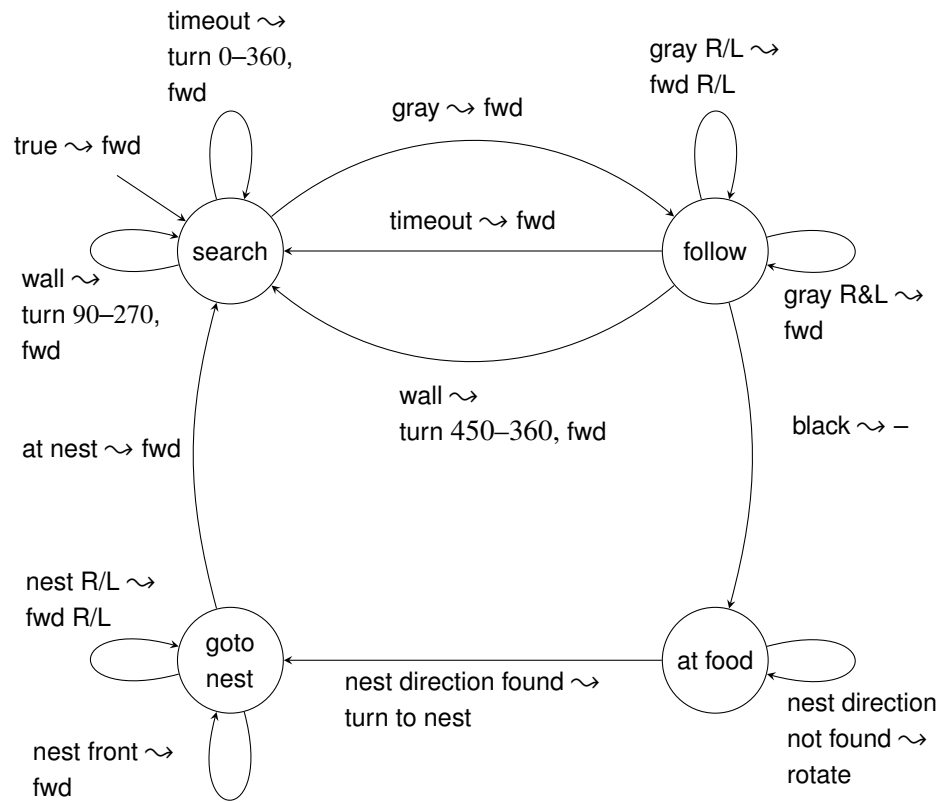 timeout ⤳
turn 0–360,
fwd
gray R/L ⤳
fwd R/L
gray ⤳ fwd
true ⤳ fwd
timeout ⤳ fwd
search
follow
wall ⤳
turn 90–270,
fwd
gray R&L ⤳
fwd
wall ⤳
turn 450–360, fwd
black ⤳ –
at nest ⤳ fwd
nest R/L ⤳
fwd R/L
goto
nest
at food
nest direction found ⤳
turn to nest
nest direction
not found ⤳
rotate
nest front ⤳
fwd